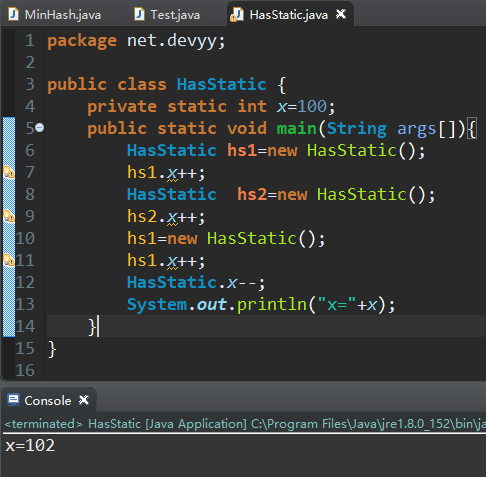 MinHash.java Test.java HasStatic.java
1 package net.devyy;
2
3 public class HasStatic {
4 private static int x=100;
5 public static void main(String args[]){
6 HasStatic hs1=new HasStatic();
7 hs1.x++;
8 HasStatic  hs2=new HasStatic();
9 hs2.x++;
10 hs1=new HasStatic();
11 hs1.x++;
12 HasStatic.x--;
13 System.out.println("x="+x);
14 }
15 }
16
Console
<terminated> HasStatic [Java Application] C:\Program Files\Java\jre1.8.0_152\bin\ja
x=102